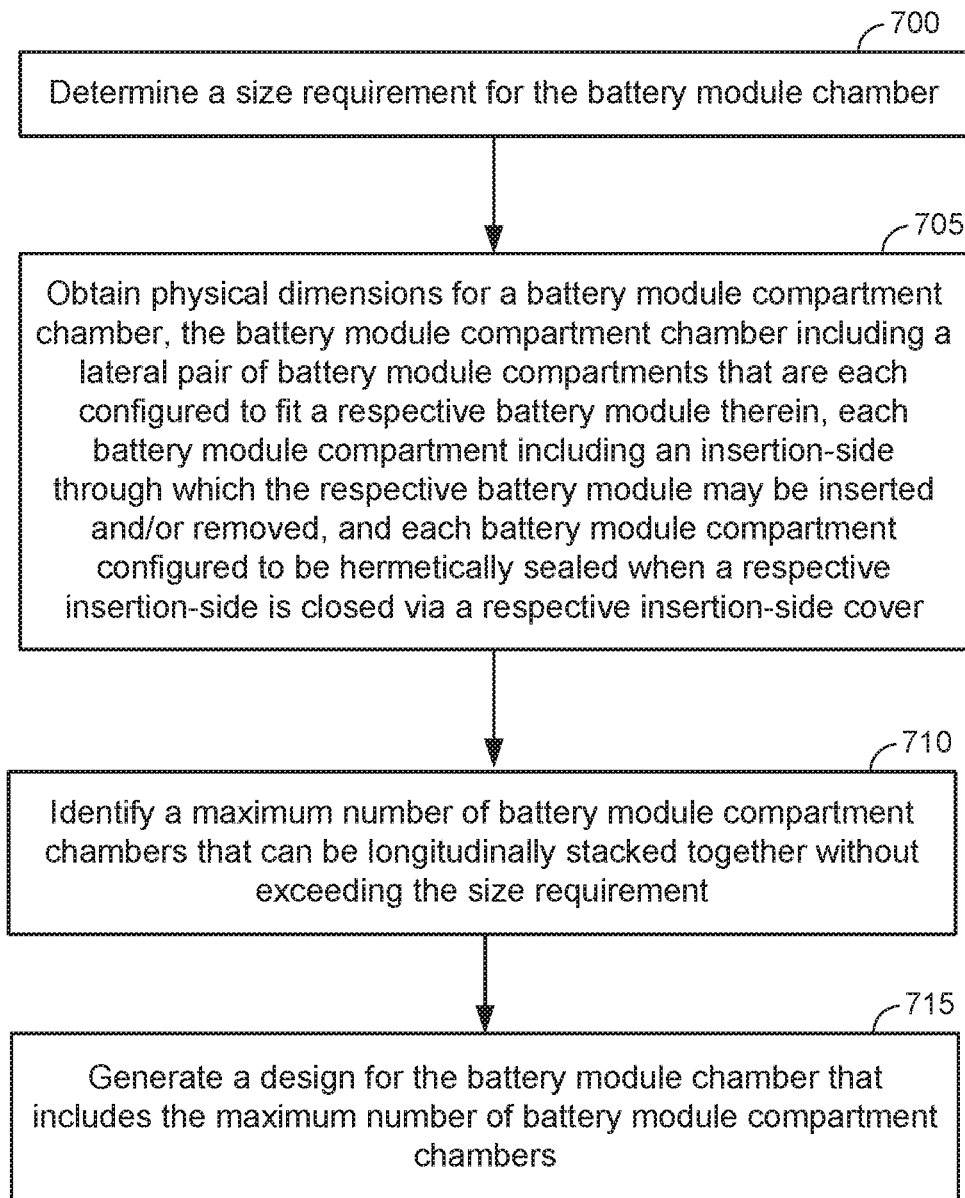 700
Determine a size requirement for the battery module chamber
705
Obtain physical dimensions for a battery module compartment
chamber, the battery module compartment chamber including a
lateral pair of battery module compartments that are each
configured to fit a respective battery module therein, each
battery module compartment including an insertion-side
through which the respective battery module may be inserted
and/or removed, and each battery module compartment
configured to be hermetically sealed when a respective
insertion-side is closed via a respective insertion-side cover
710
Identify a maximum number of battery module compartment
chambers that can be longitudinally stacked together without
exceeding the size requirement
715
Generate a design for the battery module chamber that
includes the maximum number of battery module compartment
chambers